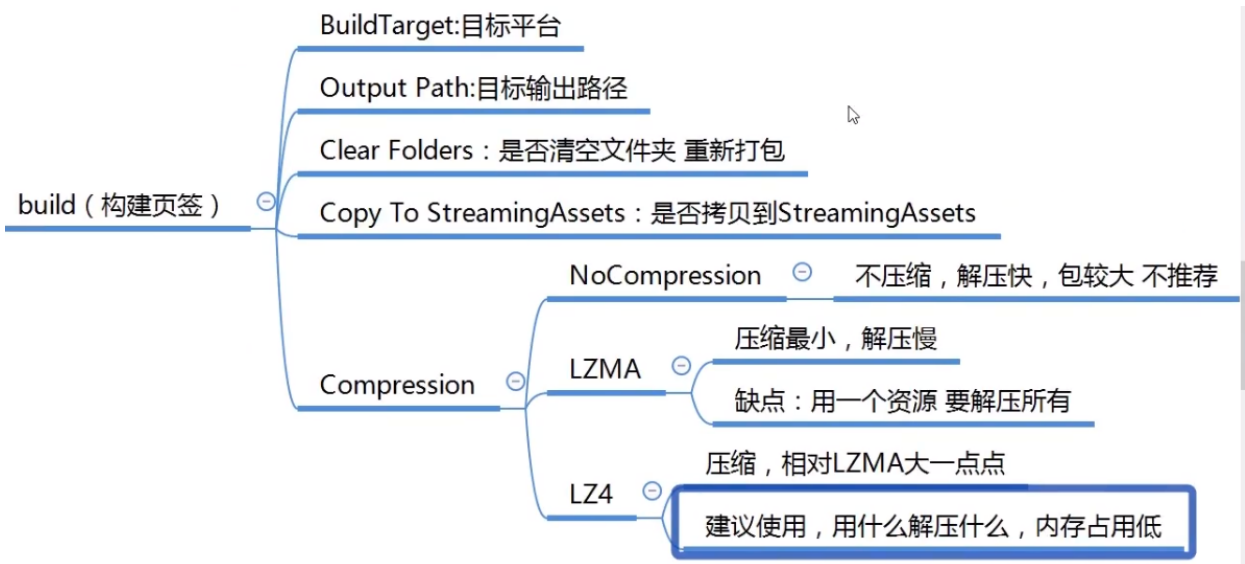 BuildTarget:目标平台
Output Path:目标输出路径
Clear Folders：是否清空文件夹 重新打包
build（构建页签）
Copy To StreamingAssets：是否拷贝到StreamingAssets
NoCompression
不压缩，解压快，包较大 不推荐
压缩最小，解压慢
LZMA
Compression
缺点：用一个资源 要解压所有
压缩，相对LZMA大一点点
LZ4
建议使用，用什么解压什么，内存占用低